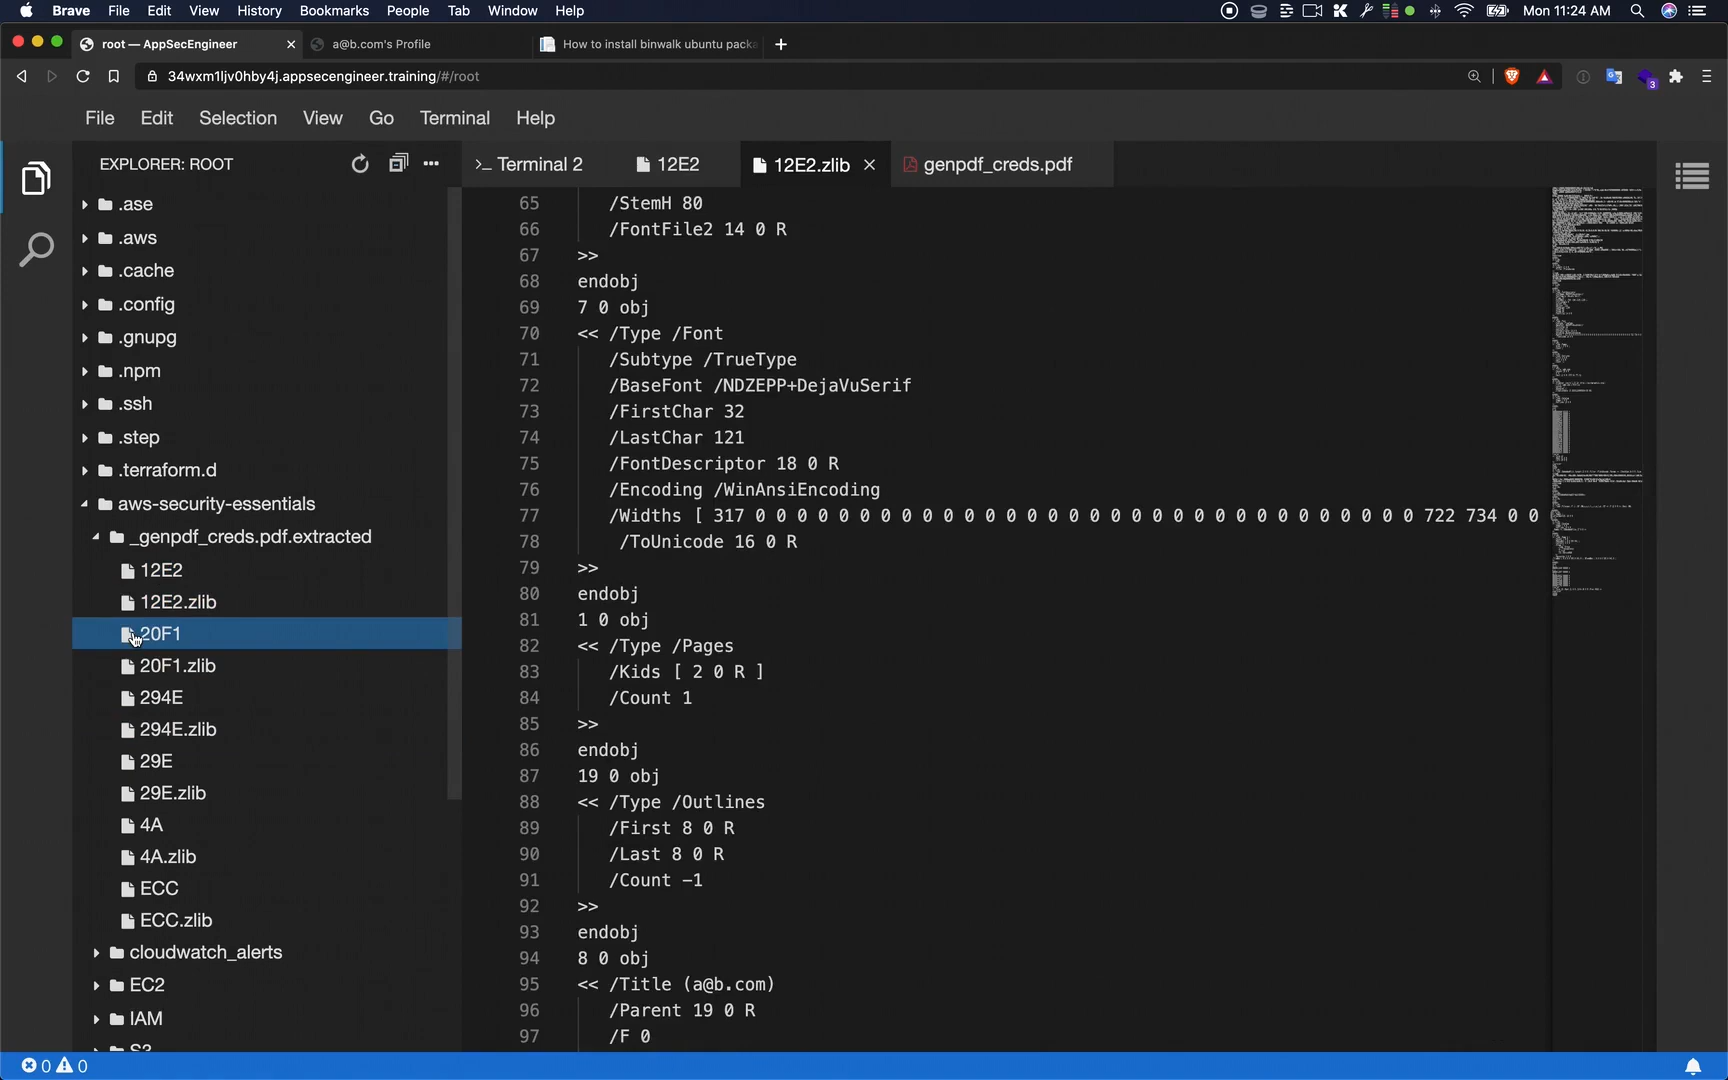 Brave File Edit View History Bookmarks People Tab Window Help Mon 11:24 AM
root — AppSecEngineer a@b.com's Profile How to install binwalk ubuntu pack
34wxm1ljv0hby4j.appsecengineer.training/#/root 3
File Edit Selection View Go Terminal Help
EXPLORER: ROOT
.ase
.aws
.cache
.config
.gnupg
.npm
.ssh
.step
.terraform.d
aws-security-essentials
_genpdf_creds.pdf.extracted
12E2
12E2.zlib
20F1
20F1.zlib
294E
294E.zlib
29E
29E.zlib
4A
4A.zlib
ECC
ECC.zlib
cloudwatch_alerts
EC2
IAM
S3
>_ Terminal 2 12E2 12E2.zlib genpdf_creds.pdf
65 /StemH 80
66 /FontFile2 14 0 R
67 >>
68 endobj
69 7 0 obj
70 << /Type /Font
71 /Subtype /TrueType
72 /BaseFont /NDZEPP+DejaVuSerif
73 /FirstChar 32
74 /LastChar 121
75 /FontDescriptor 18 0 R
76 /Encoding /WinAnsiEncoding
77 /Widths [ 317 0 0 0 0 0 0 0 0 0 0 0 0 0 0 0 0 0 0 0 0 0 0 0 0 0 0 0 0 0 0 0 0 722 734 0 0
78 /ToUnicode 16 0 R
79 >>
80 endobj
81 1 0 obj
82 << /Type /Pages
83 /Kids [ 2 0 R ]
84 /Count 1
85 >>
86 endobj
87 19 0 obj
88 << /Type /Outlines
89 /First 8 0 R
90 /Last 8 0 R
91 /Count -1
92 >>
93 endobj
94 8 0 obj
95 << /Title (a@b.com)
96 /Parent 19 0 R
97 /F 0
0 0